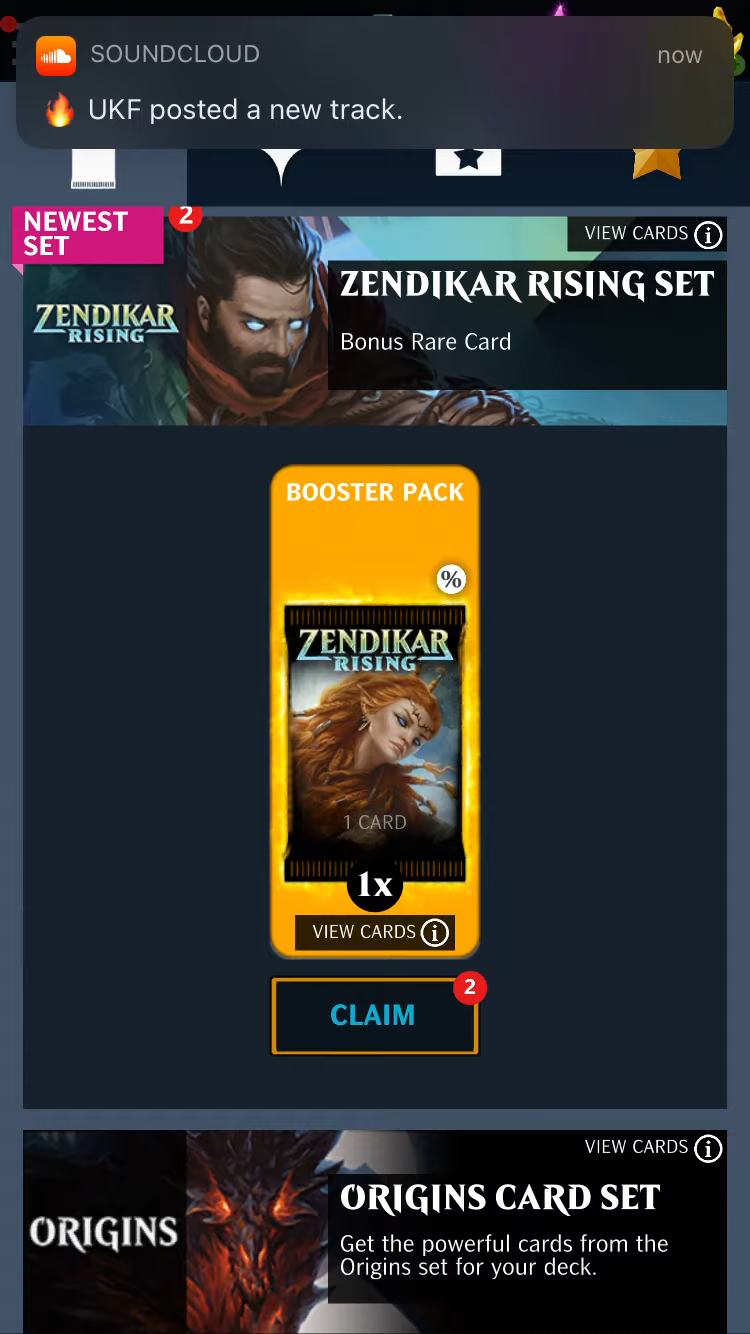 SOUNDCLOUD
now
🔥 UKF posted a new track.
NEWEST
SET
2
VIEW CARDS i
ZENDIKAR RISING SET
ZENDIKAR
RISING
Bonus Rare Card
BOOSTER PACK
%
ZENDIKAR
RISING
1 CARD
1x
VIEW CARDS i
2
CLAIM
VIEW CARDS i
ORIGINS CARD SET
ORIGINS
Get the powerful cards from the
Origins set for your deck.